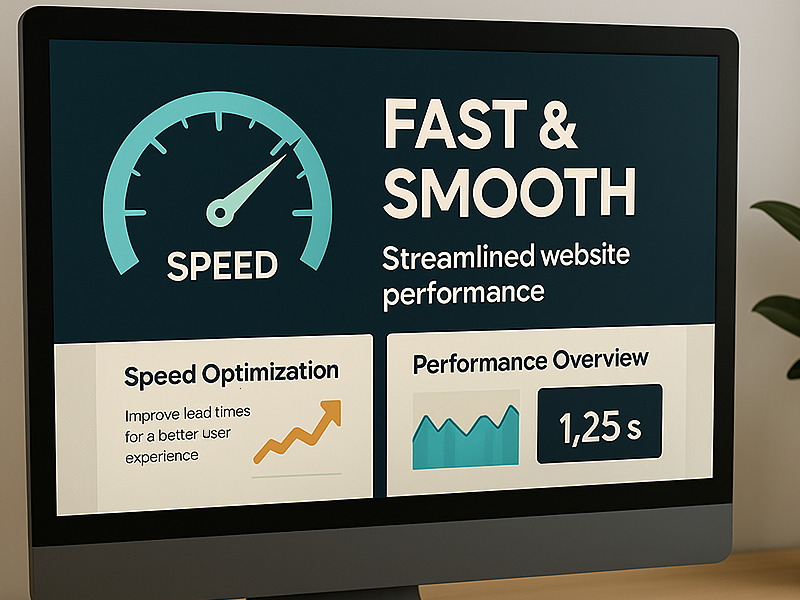 SPEED
FAST &
SMOOTH
Streamlined website
performance
Speed Optimization
Improve lead times
for a better user
experience
Performance Overview
1,25 s